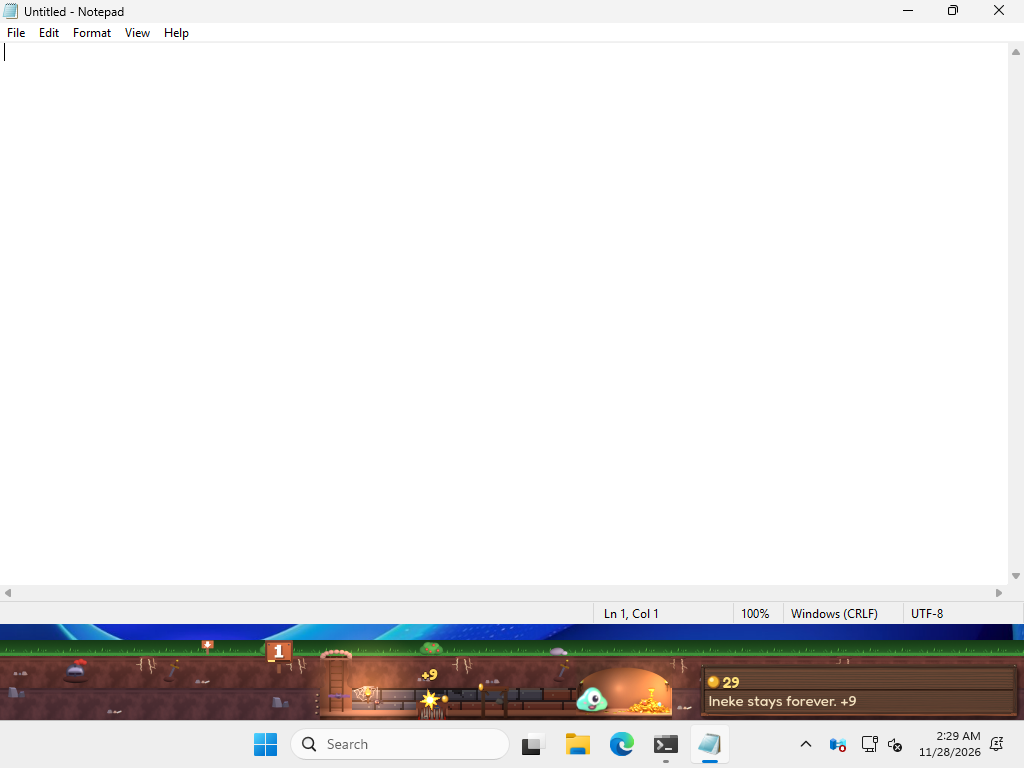 Untitled - Notepad
File Edit Format View Help
Ln 1, Col 1 100% Windows (CRLF) UTF-8
1
+9
29
Ineke stays forever. +9
Search
2:29 AM
11/28/2026